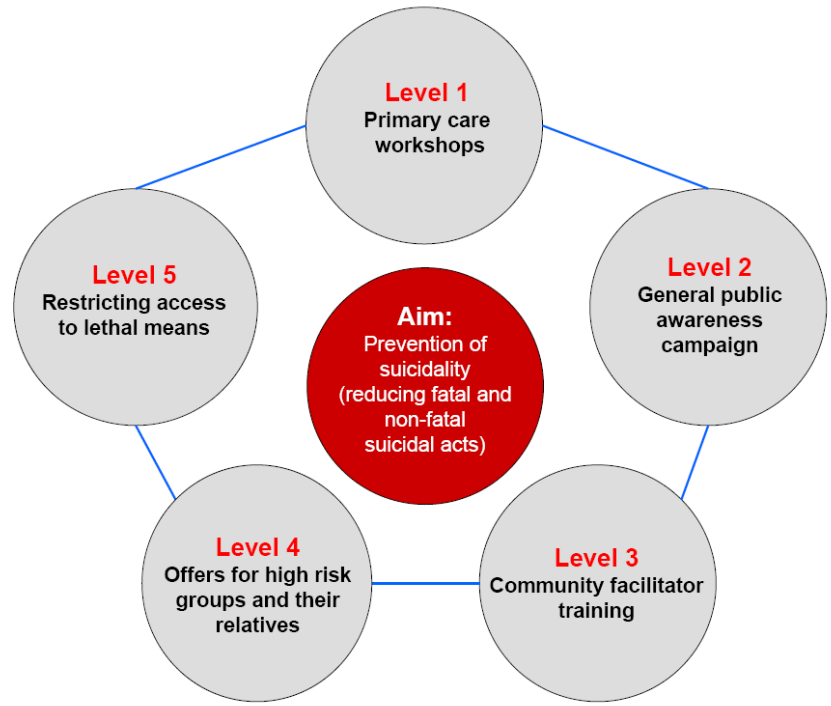 Level 1
Primary care
workshops
Level 2
General public
awareness
campaign
Level 3
Community facilitator
training
Level 4
Offers for high risk
groups and their
relatives
Level 5
Restricting access
to lethal means
Aim:
Prevention of
suicidality
(reducing fatal and
non-fatal
suicidal acts)